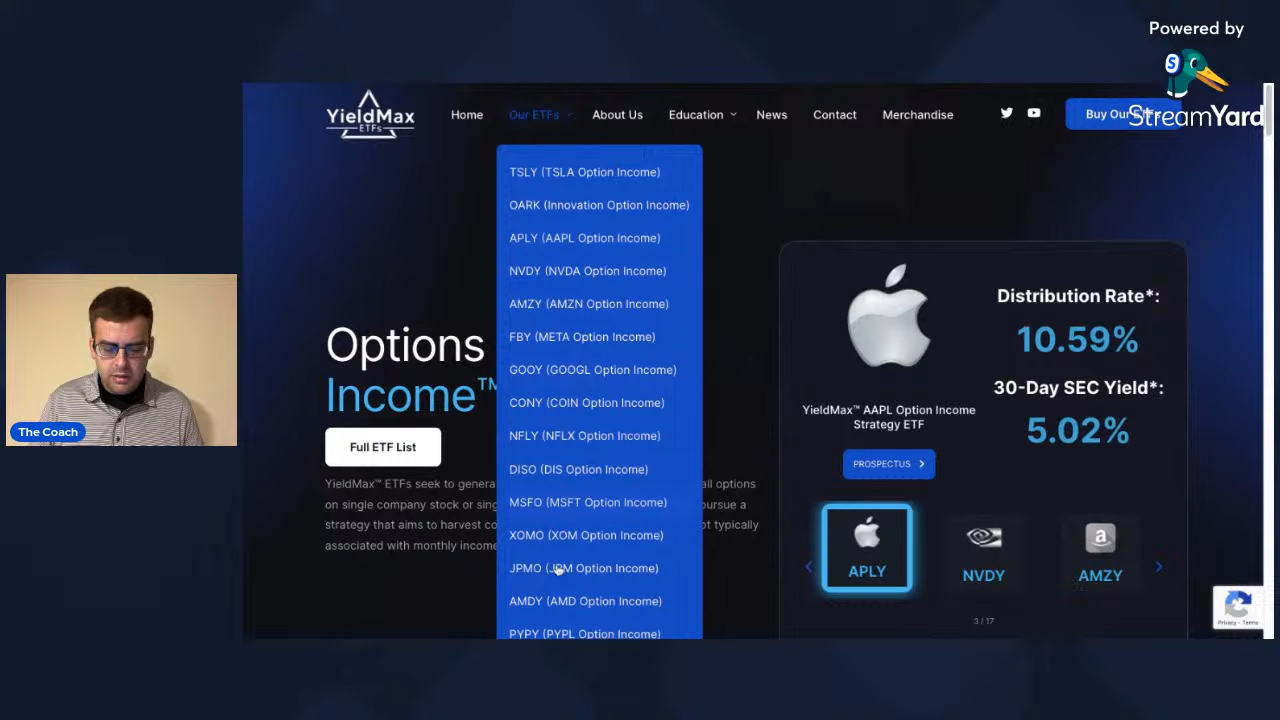 Powered by
StreamYard
YieldMax
ETFs
Home
Our ETFs
About Us
Education
News
Contact
Merchandise
Buy Our
TSLY (TSLA Option Income)
OARK (Innovation Option Income)
APLY (AAPL Option Income)
NVDY (NVDA Option Income)
AMZY (AMZN Option Income)
FBY (META Option Income)
GOOY (GOOGL Option Income)
CONY (COIN Option Income)
NFLY (NFLX Option Income)
DISO (DIS Option Income)
MSFO (MSFT Option Income)
XOMO (XOM Option Income)
JPMO (JPM Option Income)
AMDY (AMD Option Income)
PYPY (PYPL Option Income)
Options
Income™
Full ETF List
YieldMax™ ETFs seek to genera
all options
on single company stock or sing
ursue a
strategy that aims to harvest co
ot typically
associated with monthly income
Distribution Rate*:
10.59%
30-Day SEC Yield*:
5.02%
YieldMax™ AAPL Option Income
Strategy ETF
PROSPECTUS
APLY
NVDY
a
AMZY
3 / 17
Privacy - Terms
The Coach
S